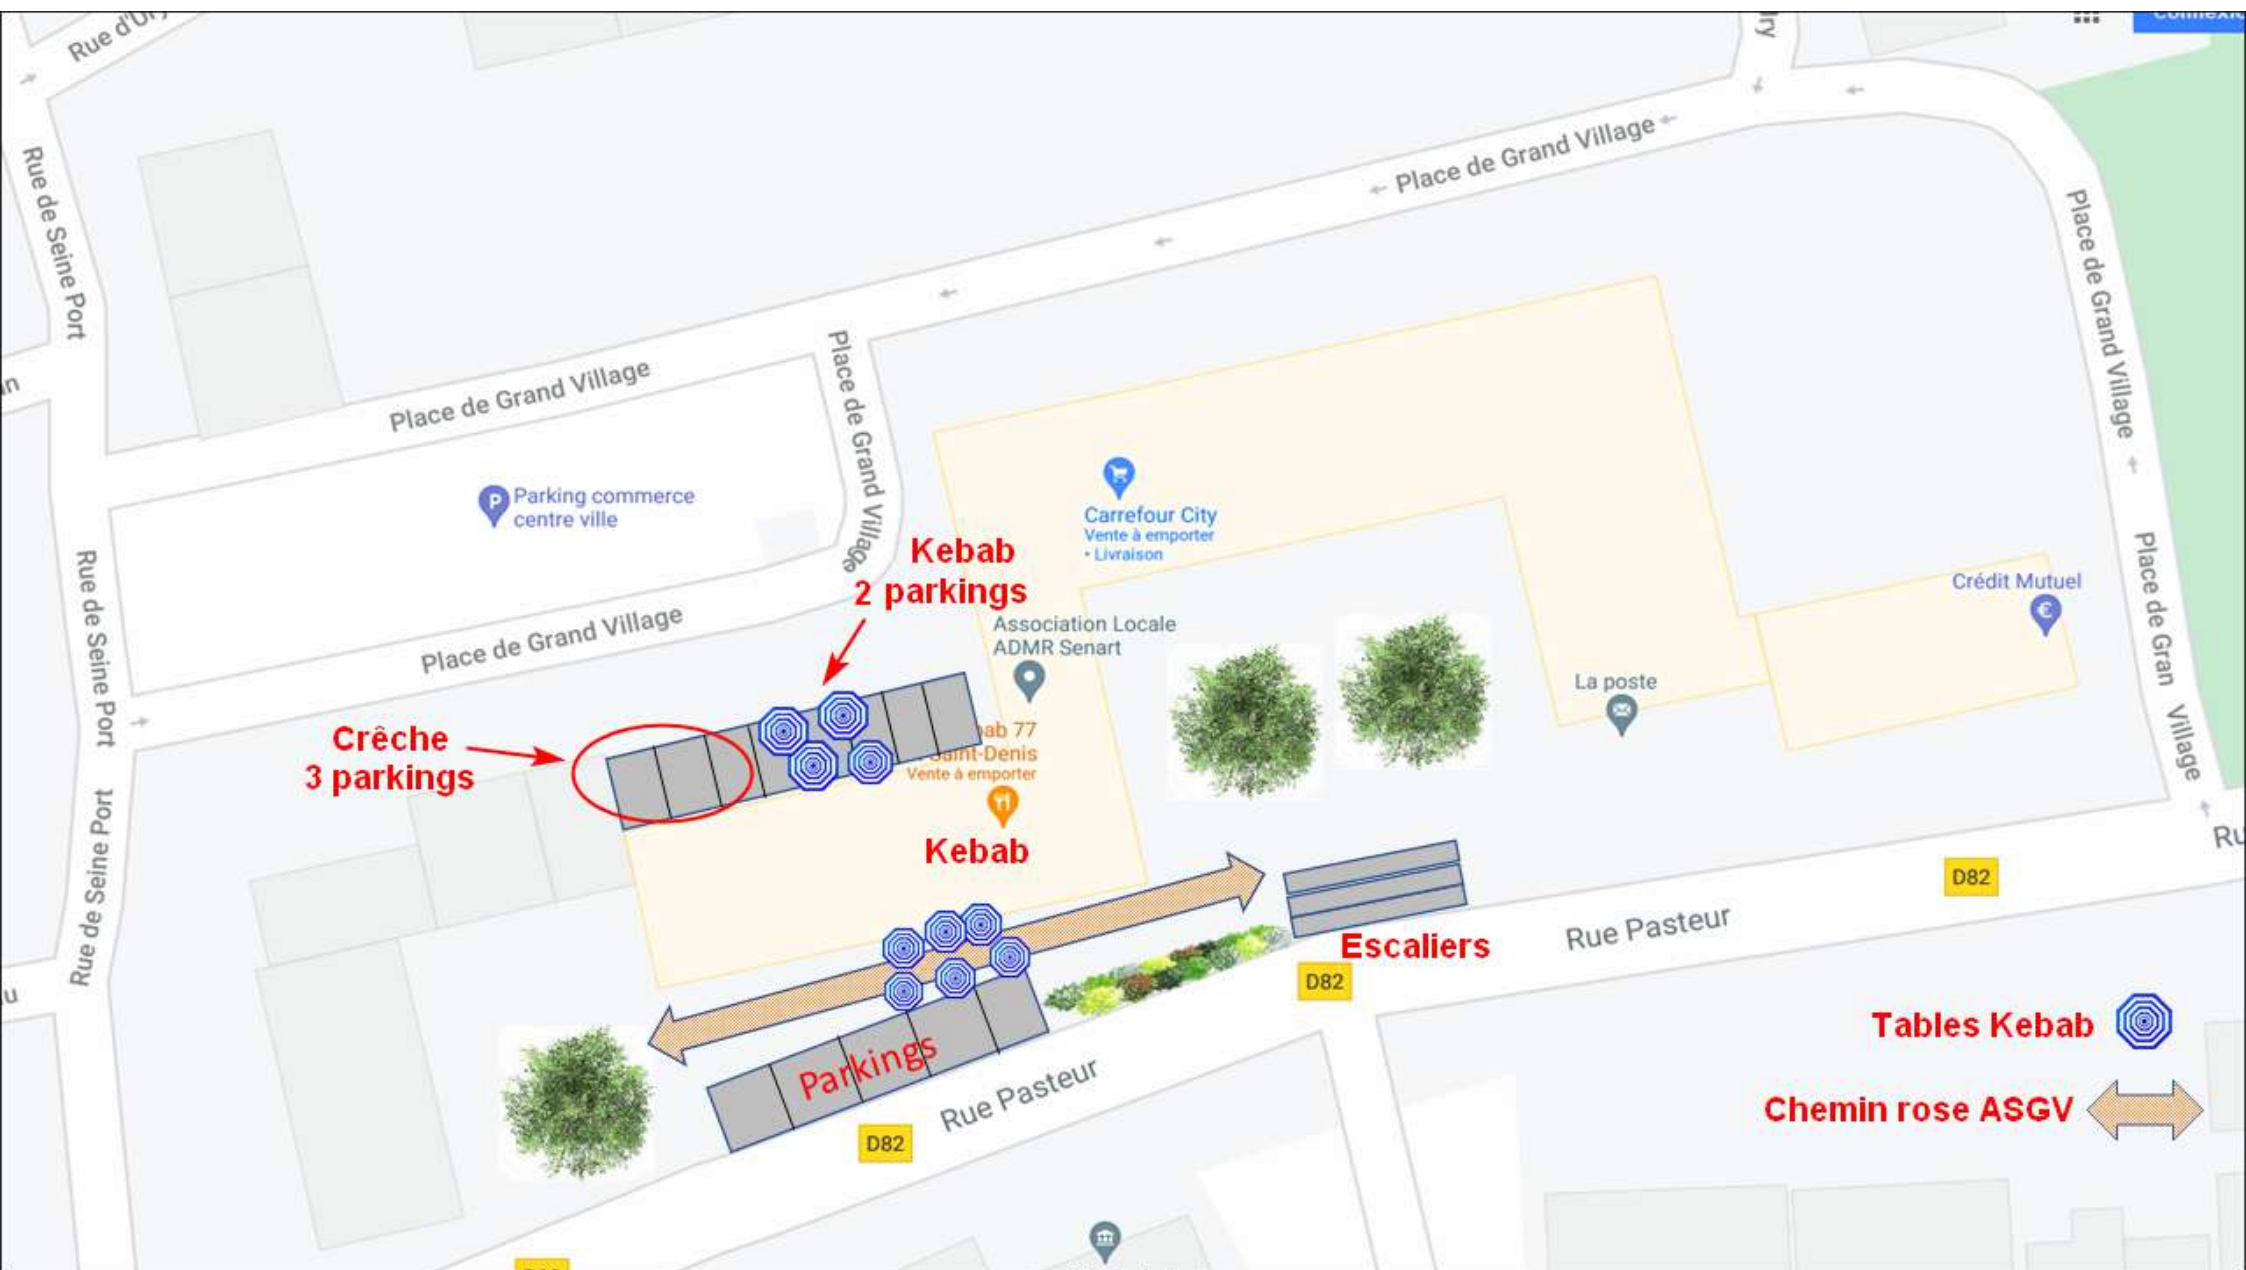 Rue de Seine Port
Place de Grand Village
Place de Grand Village
Place de Grand Village
Place de Grand Village
Parking commerce
centre ville
P
Carrefour City
Vente à emporter
• Livraison
Kebab
2 parkings
Place de Grand Village
Association Locale
ADMR Senart
Crédit Mutuel
€
La poste
Place de Gran
Village
Rue de Seine Port
Crêche
3 parkings
Saint-Denis
Vente à emporter
Kebab
Rue de Seine Port
Escaliers
Rue Pasteur
D82
D82
Tables Kebab
Parkings
Rue Pasteur
D82
Chemin rose ASGV